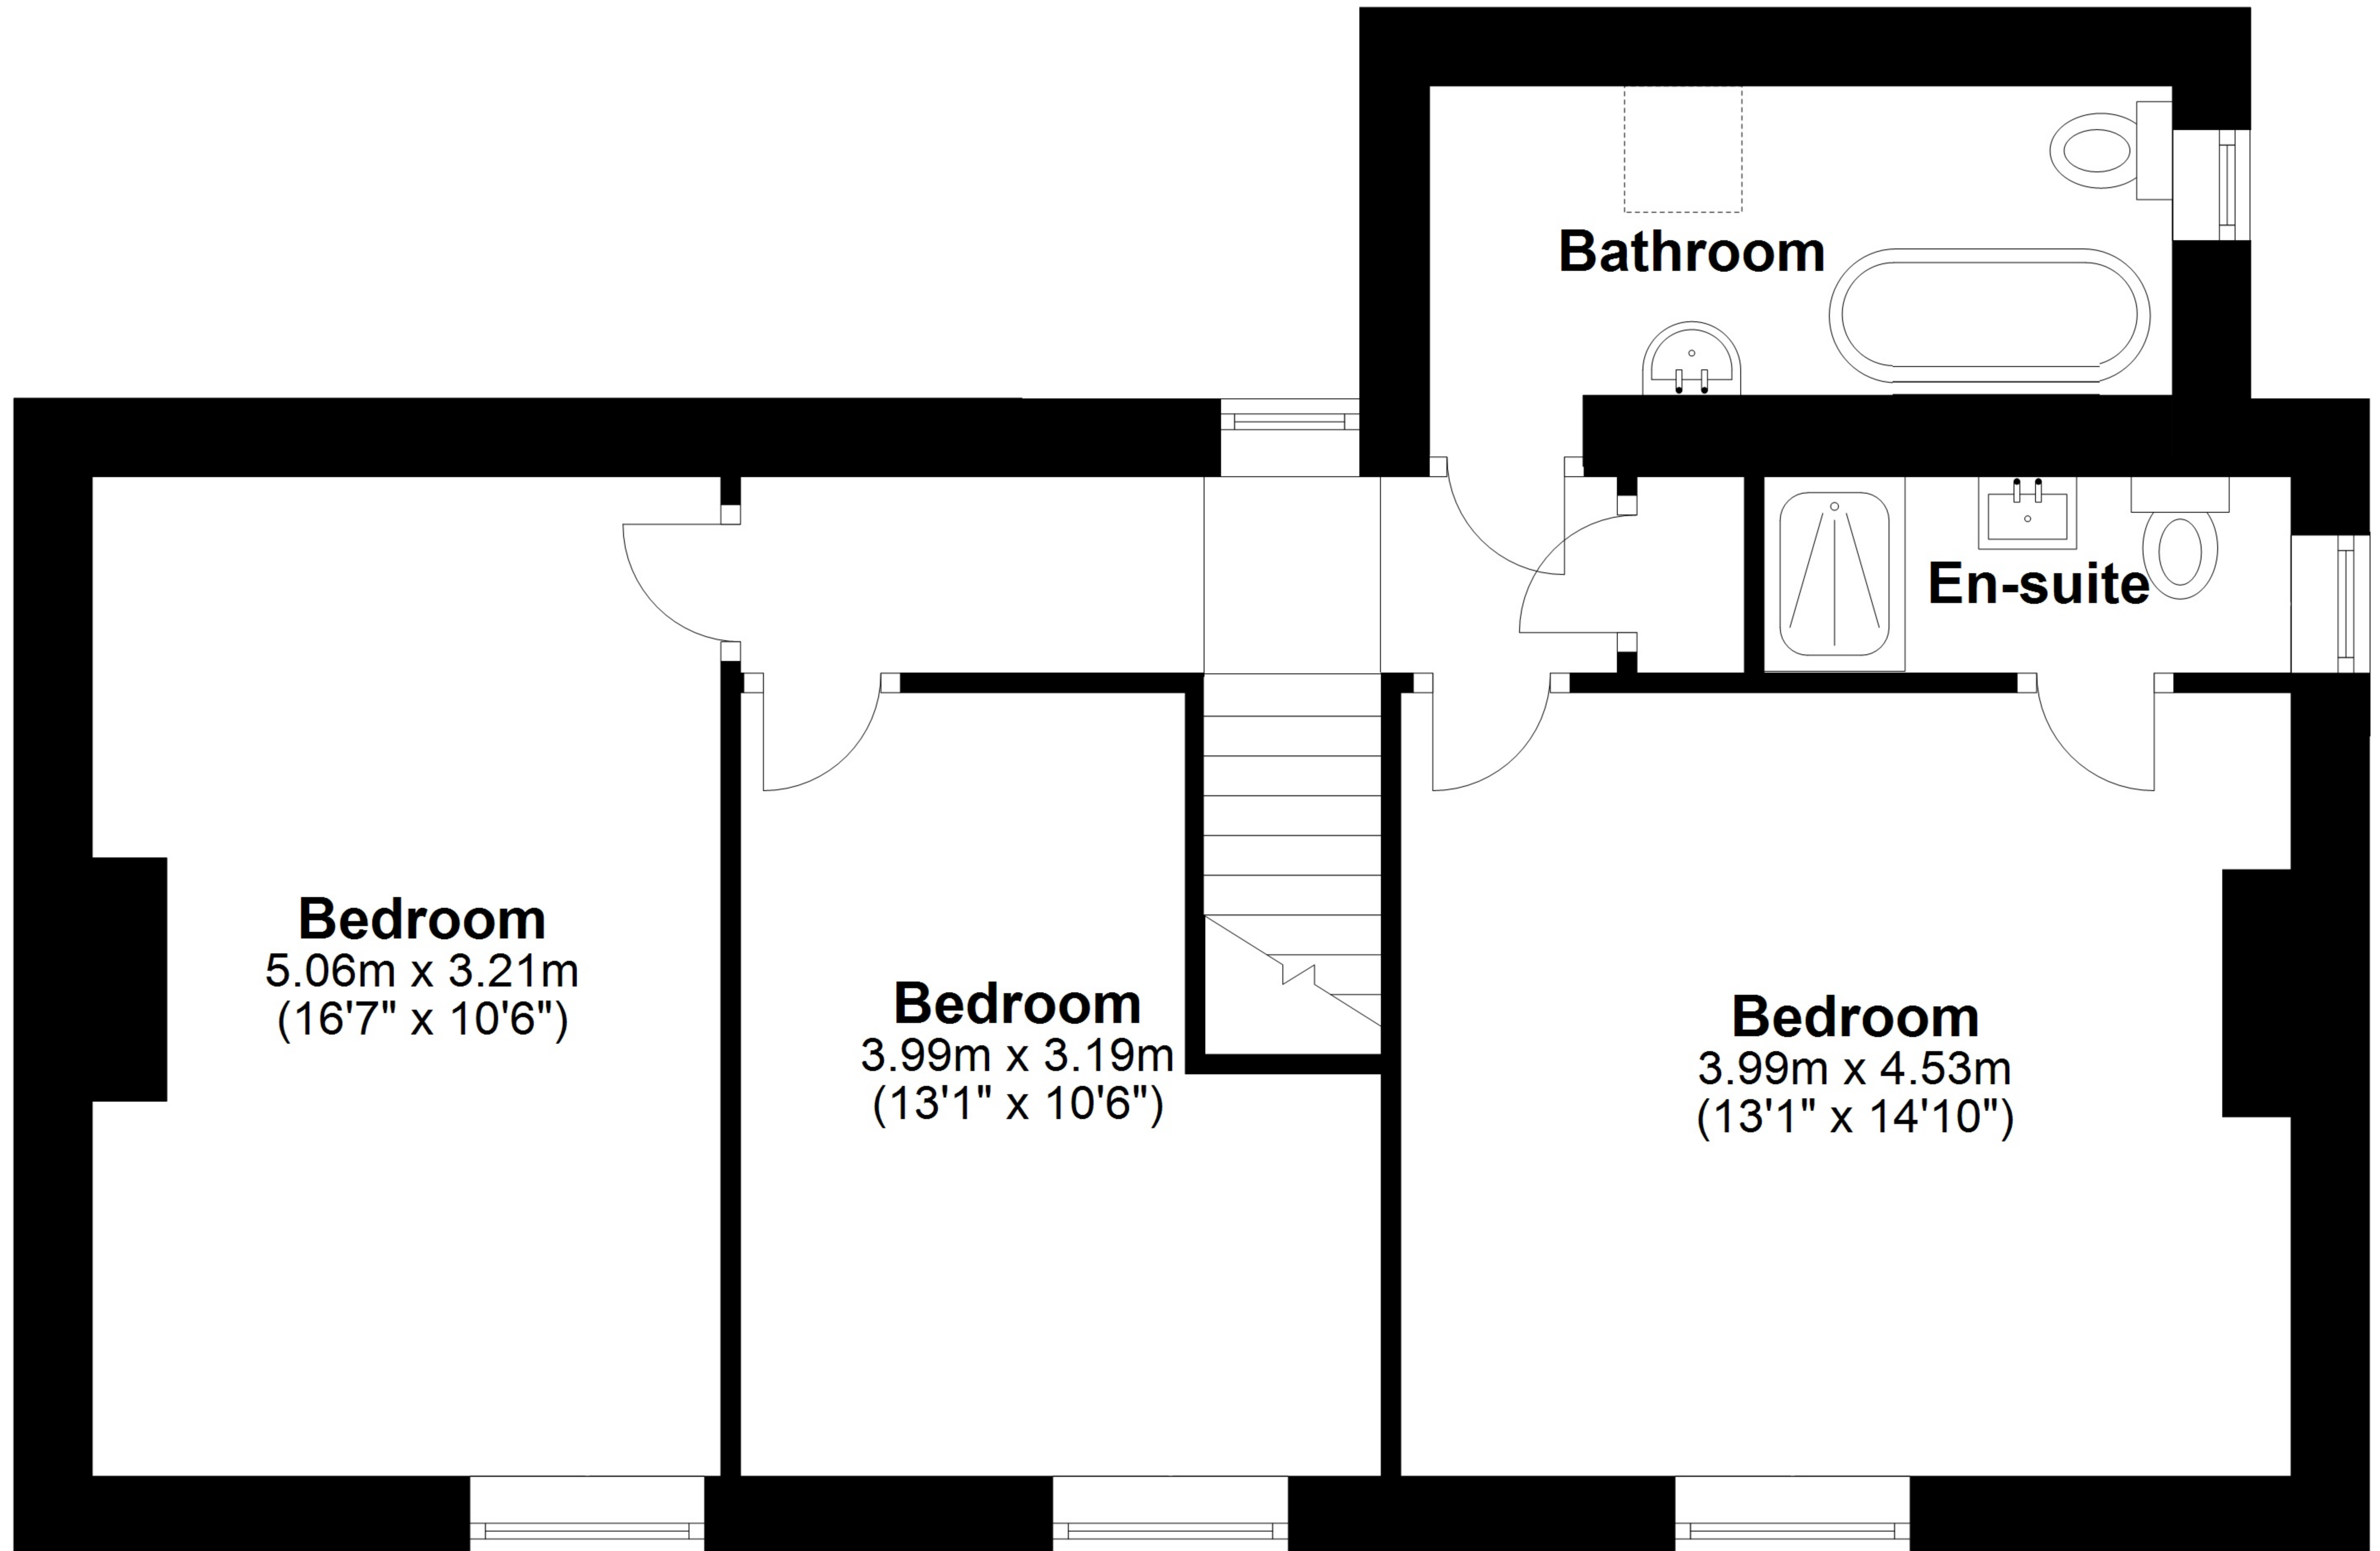 Bathroom
En-suite
Bedroom
5.06m x 3.21m
(16'7" x 10'6")
Bedroom
3.99m x 3.19m
(13'1" x 10'6")
Bedroom
3.99m x 4.53m
(13'1" x 14'10")